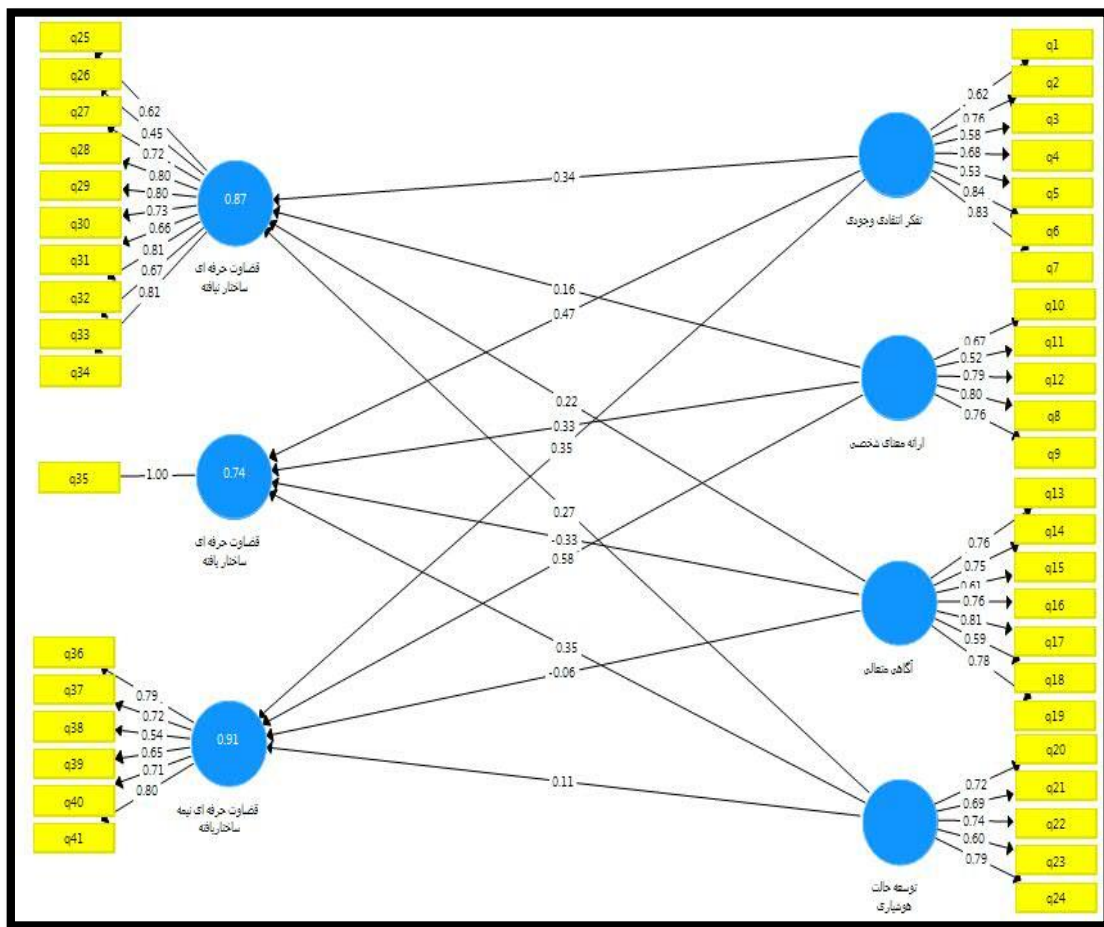 q25
q26
q27
q28
q29
q30
q31
q32
q33
q34
0.62
0.45
0.72
0.80
0.80
0.73
0.66
0.81
0.67
0.81
0.87
قضاوت حرفه ای
ساختار نیافته
q35
1.00
0.74
قضاوت حرفه ای
ساختار یافته
q36
q37
q38
q39
q40
q41
0.79
0.72
0.54
0.65
0.71
0.80
0.91
قضاوت حرفه ای نیمه
ساختاریافته
0.34
0.16
0.47
0.22
0.33
0.35
0.27
-0.33
0.58
0.35
-0.06
0.11
تفکر انتقادی وجودی
0.62
0.76
0.58
0.68
0.53
0.84
0.83
q1
q2
q3
q4
q5
q6
q7
ارائه معنای شخصی
0.67
0.52
0.79
0.80
0.76
q10
q11
q12
q8
q9
آگاهی متعالی
0.76
0.75
0.61
0.76
0.81
0.59
0.78
q13
q14
q15
q16
q17
q18
q19
توسعه حالت
هوشیاری
0.72
0.69
0.74
0.60
0.79
q20
q21
q22
q23
q24